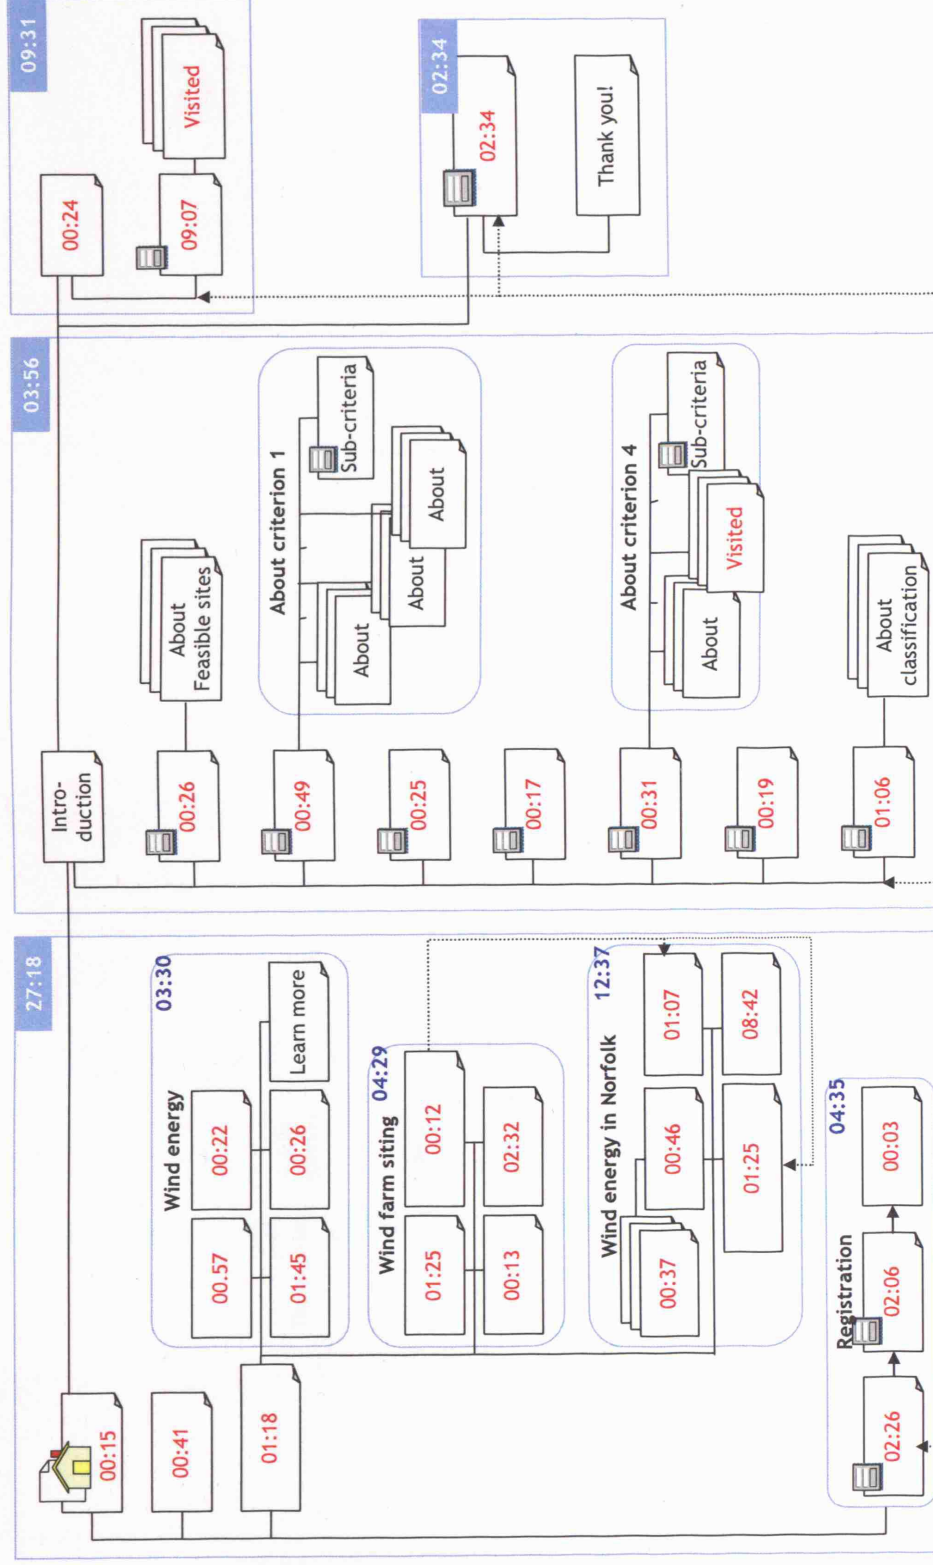 27:18
00:15
00:41
01:18
Wind energy
03:30
00.57
00:22
01:45
00:26
Learn more
Wind farm siting
04:29
01:25
00:12
00:13
02:32
Wind energy in Norfolk
12:37
00:37
00:46
01:07
01:25
08:42
Registration
04:35
02:26
02:06
00:03
03:56
Intro-
duction
00:26
About
Feasible sites
00:49
About criterion 1
About
About
About
Sub-criteria
00:25
00:17
00:31
About criterion 4
About
Visited
Sub-criteria
00:19
01:06
About
classification
09:31
00:24
09:07
Visited
02:34
02:34
Thank you!